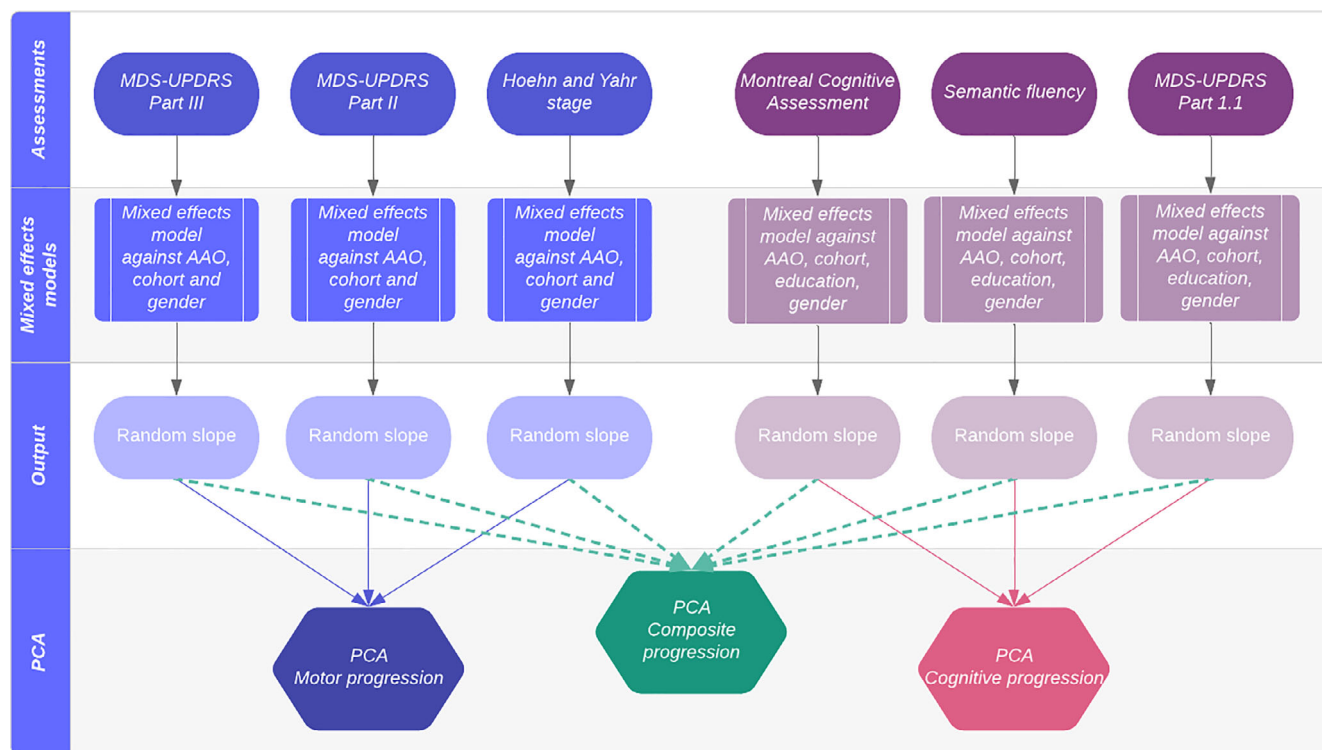 Assessments
MDS-UPDRS
Part III
MDS-UPDRS
Part II
Hoehn and Yahr
stage
Montreal Cognitive
Assessment
Semantic fluency
MDS-UPDRS
Part 1.1
Mixed effects
models
Mixed effects
model
against AAO,
cohort and
gender
Mixed effects
model
against AAO,
cohort and
gender
Mixed effects
model
against AAO,
cohort and
gender
Mixed effects
model against
AAO, cohort,
education,
gender
Mixed effects
model against
AAO, cohort,
education,
gender
Mixed effects
model against
AAO, cohort,
education,
gender
Output
Random slope
Random slope
Random slope
Random slope
Random slope
Random slope
PCA
PCA
Motor progression
PCA
Composite
progression
PCA
Cognitive progression